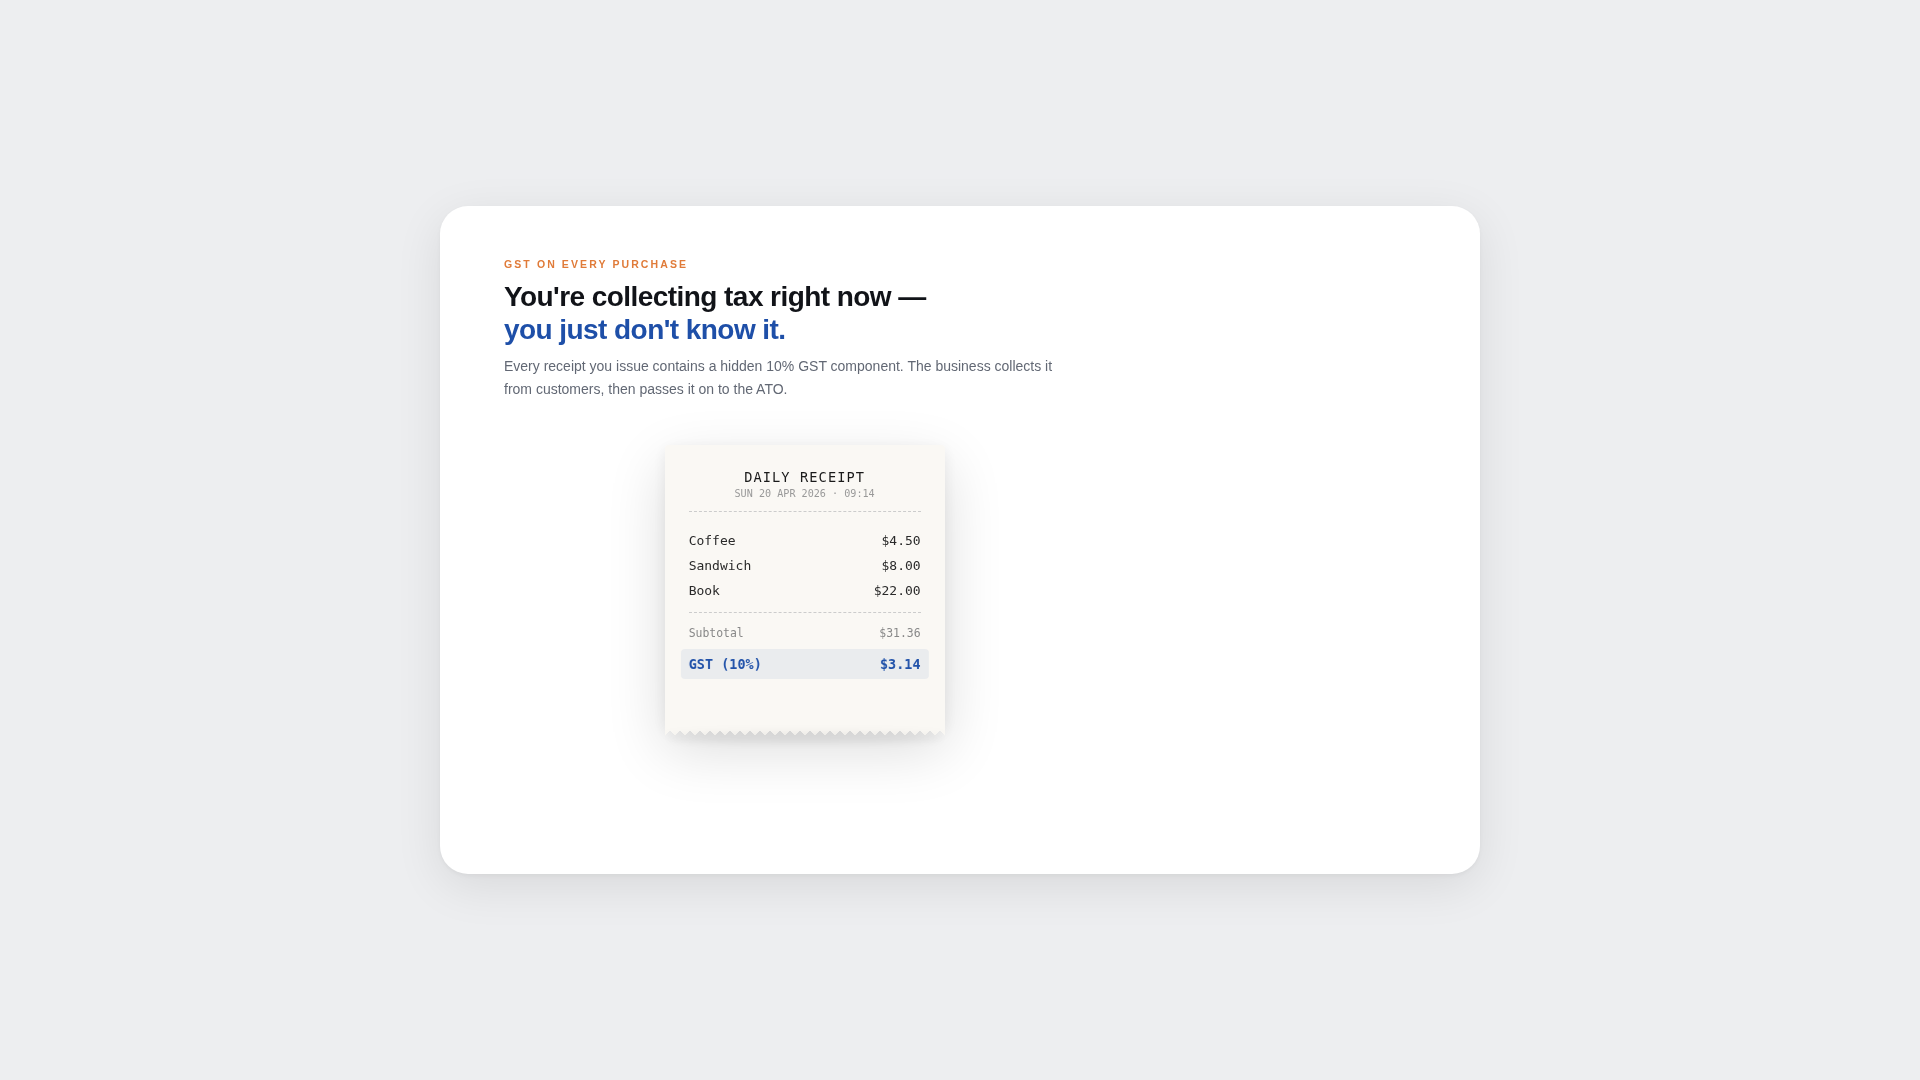 GST ON EVERY PURCHASE
You're collecting tax right now —
you just don't know it.
Every receipt you issue contains a hidden 10% GST component. The business collects it
from customers, then passes it on to the ATO.
DAILY RECEIPT
SUN 20 APR 2026 · 09:14
Coffee $4.50
Sandwich $8.00
Book $22.00
Subtotal $31.36
GST (10%) $3.14